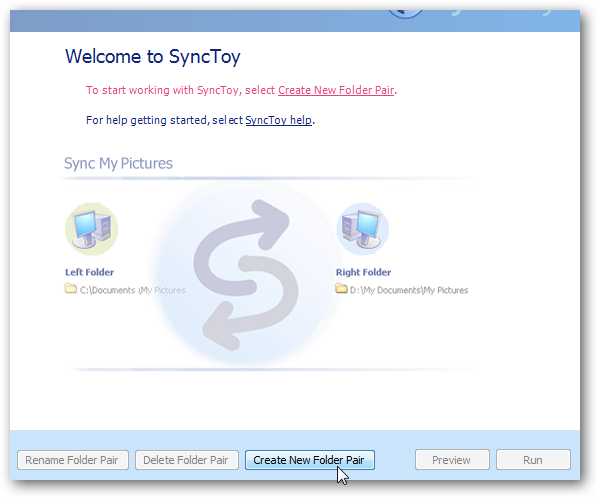 Welcome to SyncToy
To start working with SyncToy, select Create New Folder Pair.
For help getting started, select SyncToy help.
Sync My Pictures
Left Folder
C:\Documents \My Pictures
Right Folder
D:\My Documents\My Pictures
Rename Folder Pair
Delete Folder Pair
Create New Folder Pair
Preview
Run